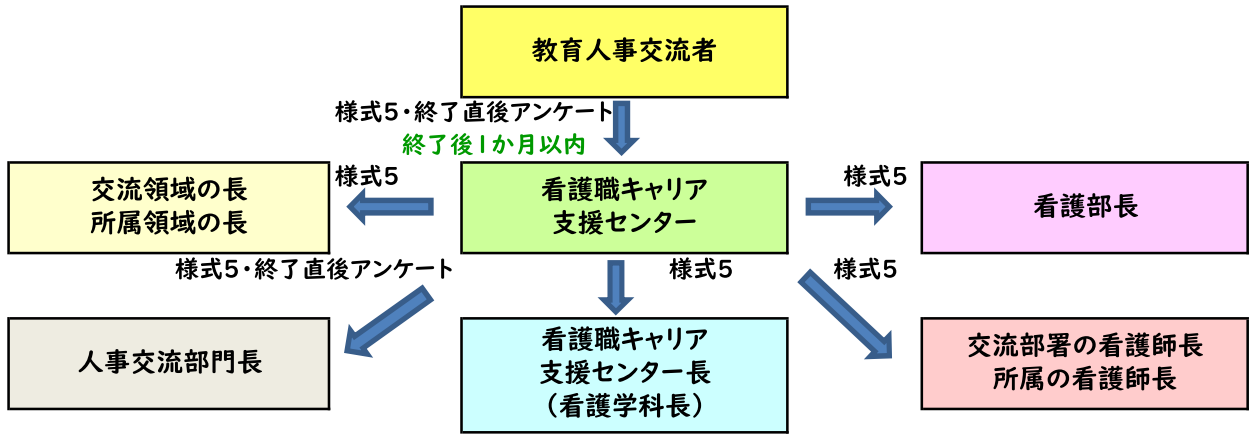 教育人事交流者
様式5・終了直後アンケート
終了後1か月以内
様式5
様式5
交流領域の長
所属領域の長
看護職キャリア
支援センター
看護部長
様式5・終了直後アンケート
様式5
様式5
人事交流部門長
看護職キャリア
支援センター長
（看護学科長）
交流部署の看護師長
所属の看護師長